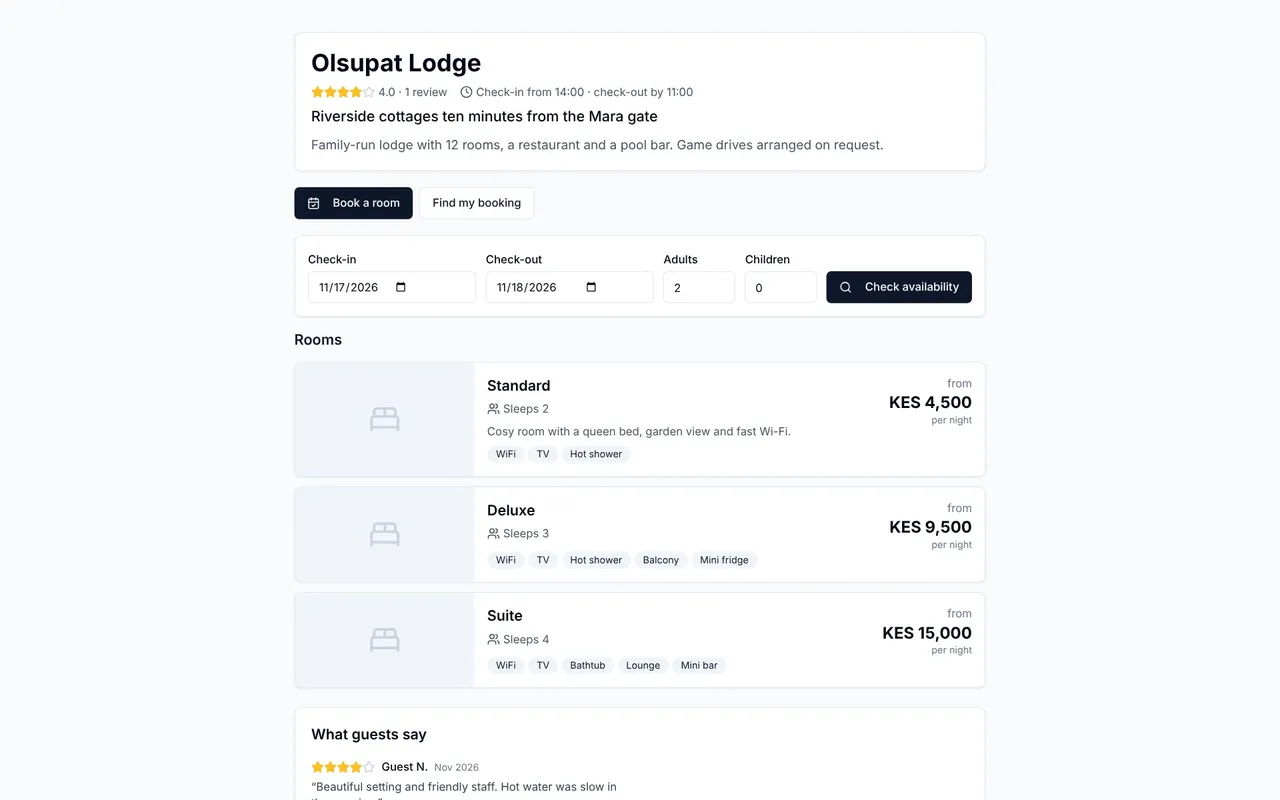 Olsupat Lodge
4.0 · 1 review Check-in from 14:00 · check-out by 11:00
Riverside cottages ten minutes from the Mara gate
Family-run lodge with 12 rooms, a restaurant and a pool bar. Game drives arranged on request.
Book a room Find my booking
Check-in Check-out Adults Children
11/17/2026 11/18/2026 2 0 Check availability
Rooms
Standard
Sleeps 2
Cosy room with a queen bed, garden view and fast Wi-Fi.
WiFi TV Hot shower
from
KES 4,500
per night
Deluxe
Sleeps 3
WiFi TV Hot shower Balcony Mini fridge
from
KES 9,500
per night
Suite
Sleeps 4
WiFi TV Bathtub Lounge Mini bar
from
KES 15,000
per night
What guests say
Guest N. Nov 2026
“Beautiful setting and friendly staff. Hot water was slow in